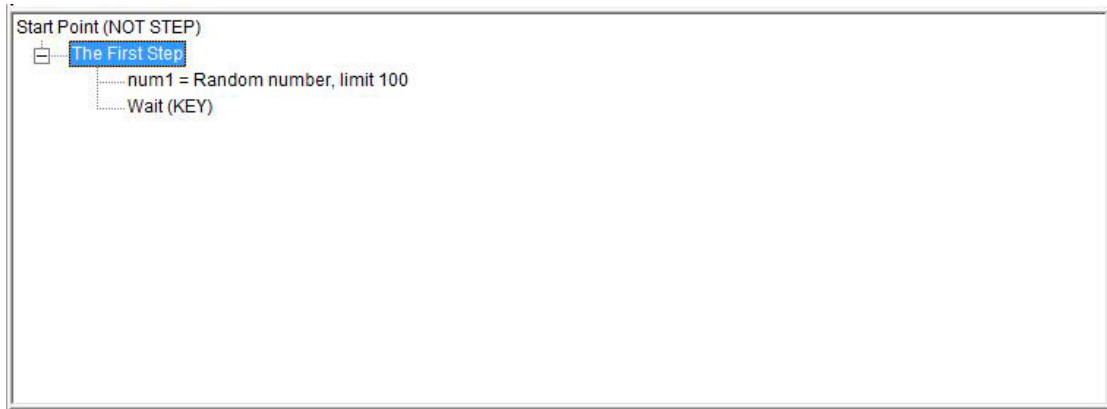 Start Point (NOT STEP)
The First Step
num1 = Random number, limit 100
Wait (KEY)